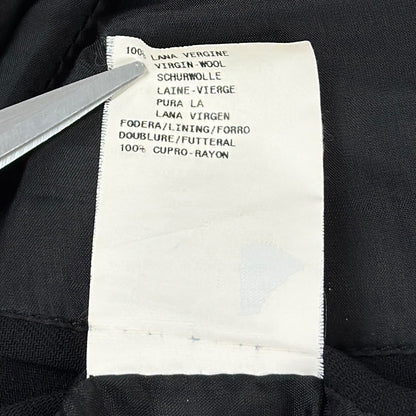 100% LANA VERGINE
VIRGIN-WOOL
SCHURWOLLE
LAINE-VIERGE
PURA LA
LANA VIRGEN
FODERA/LINING/FORRO
DOUBLURE/FUTTERAL
100% CUPRO-RAYON